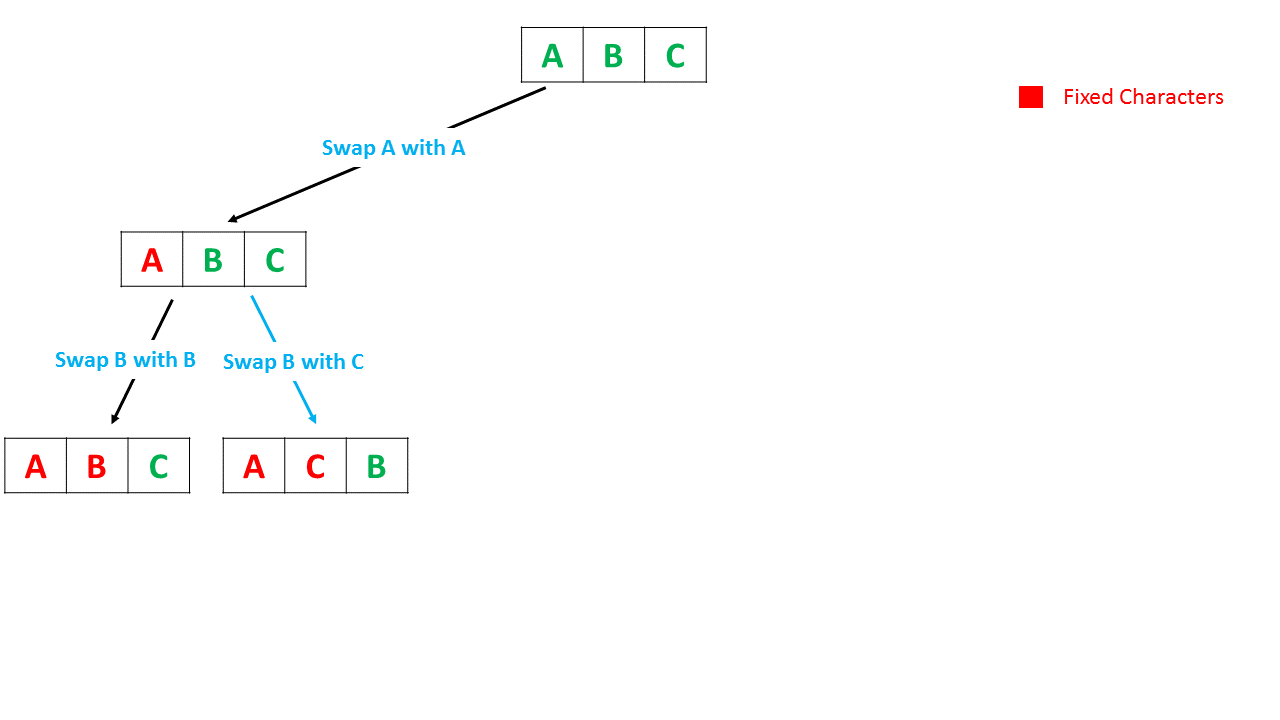 A B C
Fixed Characters
Swap A with A
A B C
Swap B with B
Swap B with C
A B C
A C B